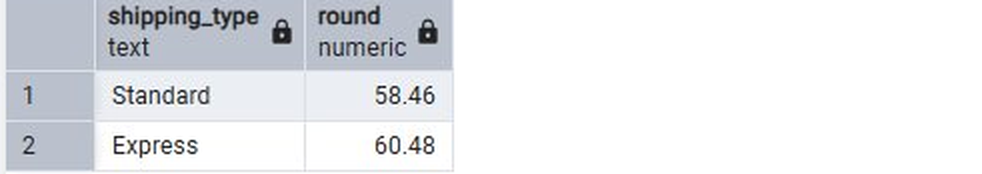 shipping_type round
text numeric
1 Standard 58.46
2 Express 60.48